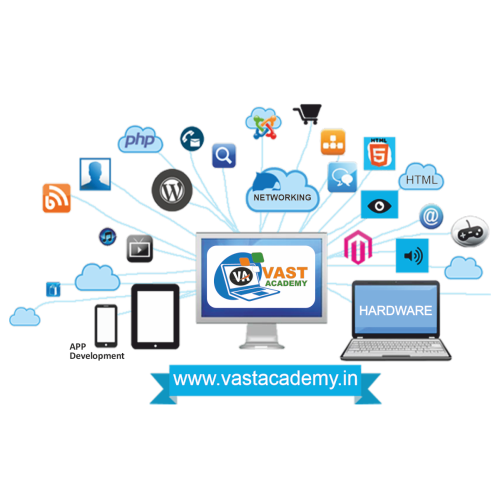 php
HTML
5
HTML
NETWORKING
@
VA
VAST
ACADEMY
HARDWARE
APP
Development
www.vastacademy.in